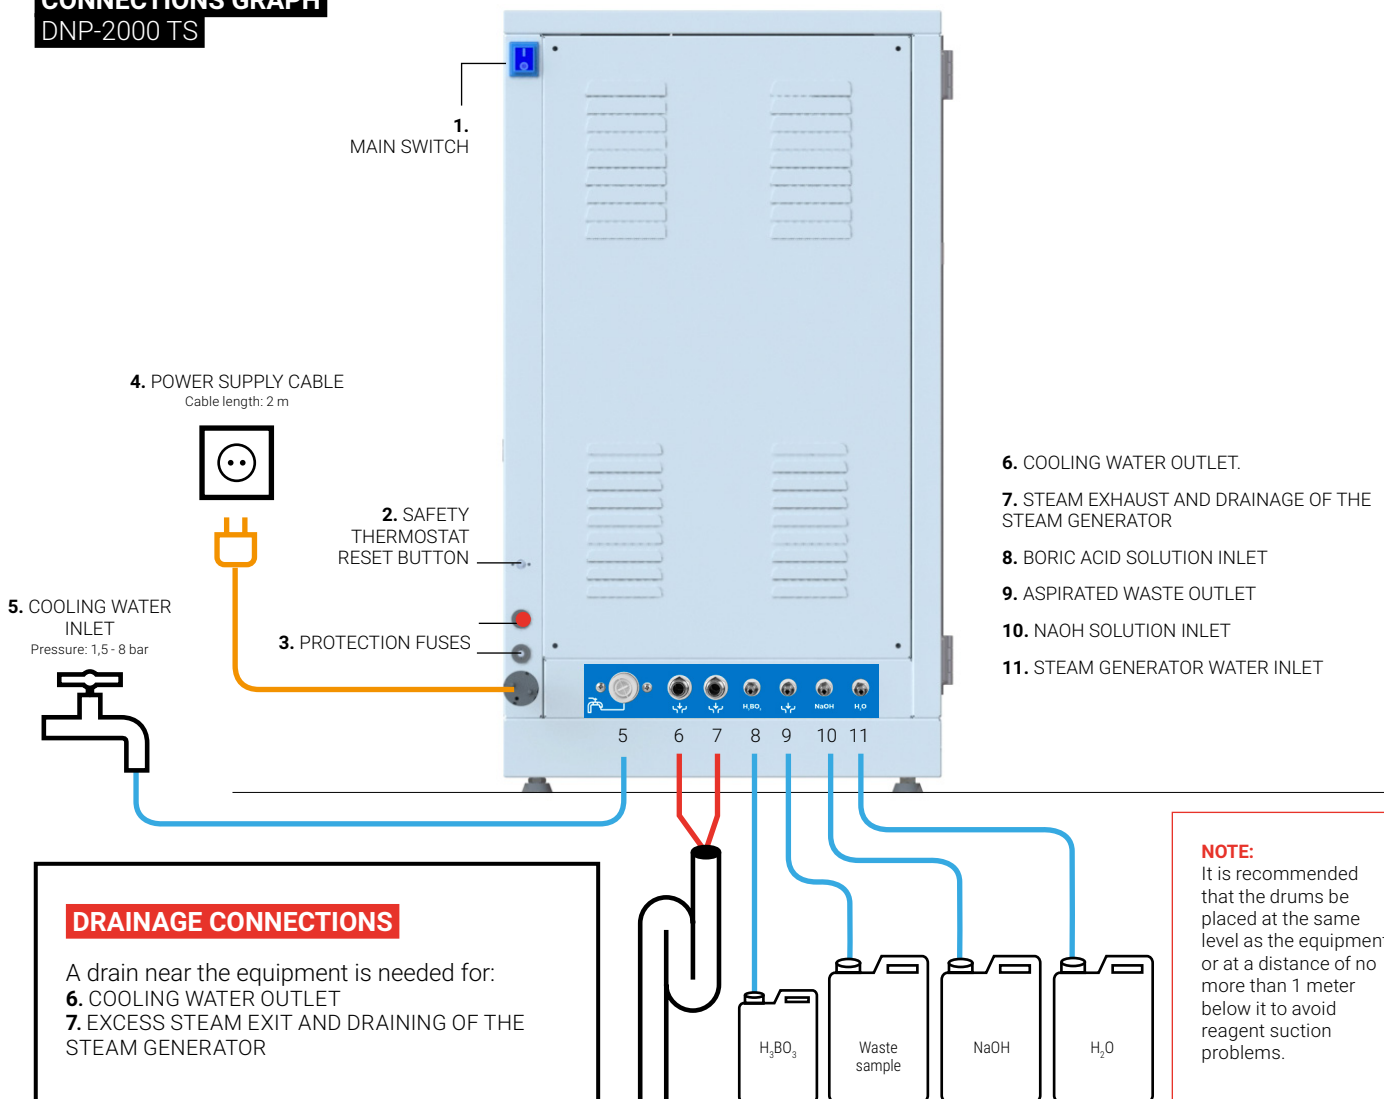 CONNECTIONS GRAPH
DNP-2000 TS
1.
MAIN SWITCH
4. POWER SUPPLY CABLE
Cable length: 2 m
2. SAFETY
THERMOSTAT
RESET BUTTON
3. PROTECTION FUSES
5. COOLING WATER
INLET
Pressure: 1,5 - 8 bar
6. COOLING WATER OUTLET.
7. STEAM EXHAUST AND DRAINAGE OF THE
STEAM GENERATOR
8. BORIC ACID SOLUTION INLET
9. ASPIRATED WASTE OUTLET
10. NAOH SOLUTION INLET
11. STEAM GENERATOR WATER INLET
H₃BO₃ NaOH H₂O
5 6 7 8 9 10 11
DRAINAGE CONNECTIONS
A drain near the equipment is needed for:
6. COOLING WATER OUTLET
7. EXCESS STEAM EXIT AND DRAINING OF THE
STEAM GENERATOR
H₃BO₃
Waste
sample
NaOH
H₂O
NOTE:
It is recommended
that the drums be
placed at the same
level as the equipment
or at a distance of no
more than 1 meter
below it to avoid
reagent suction
problems.